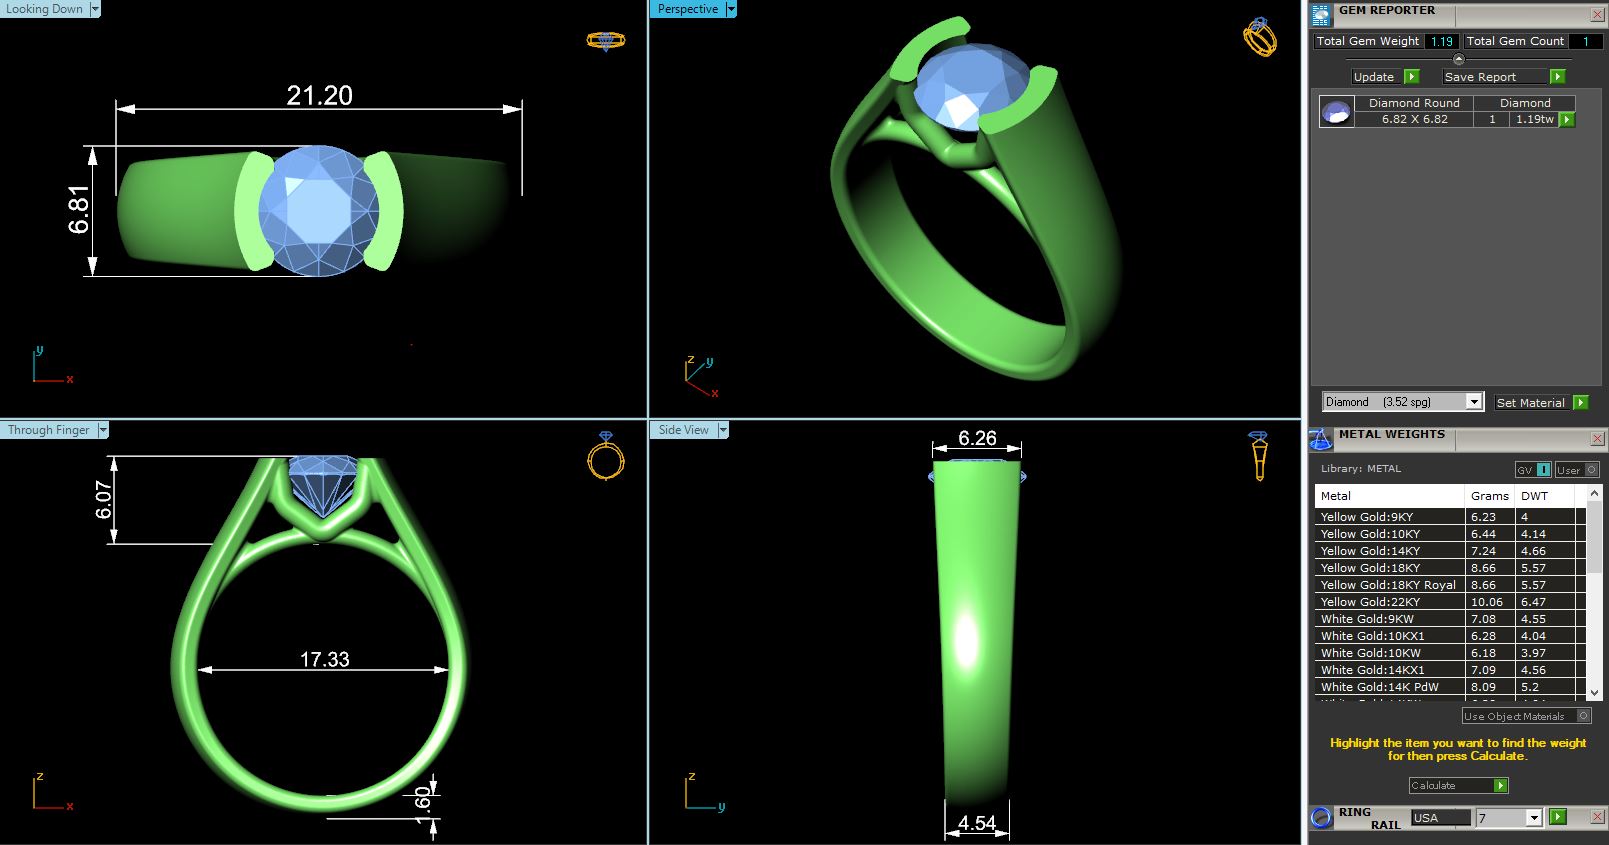 Looking Down
21.20
6.81
y
x
Perspective
z
y
x
Through Finger
6.07
17.33
1.60
z
x
Side View
6.26
4.54
z
y
GEM REPORTER
Total Gem Weight 1.19 Total Gem Count 1
Update Save Report
Diamond Round Diamond
6.82 X 6.82 1 1.19tw
Diamond (3.52 spg) Set Material
METAL WEIGHTS
Library: METAL GV I User O
Metal Grams DWT
Yellow Gold:9KY 6.23 4
Yellow Gold:10KY 6.44 4.14
Yellow Gold:14KY 7.24 4.66
Yellow Gold:18KY 8.66 5.57
Yellow Gold:18KY Royal 8.66 5.57
Yellow Gold:22KY 10.06 6.47
White Gold:9KW 7.08 4.55
White Gold:10KX1 6.28 4.04
White Gold:10KW 6.18 3.97
White Gold:14KX1 7.09 4.56
White Gold:14K PdW 8.09 5.2
Use Object Materials O
Highlight the item you want to find the weight
for then press Calculate.
Calculate
RING
RAIL USA 7